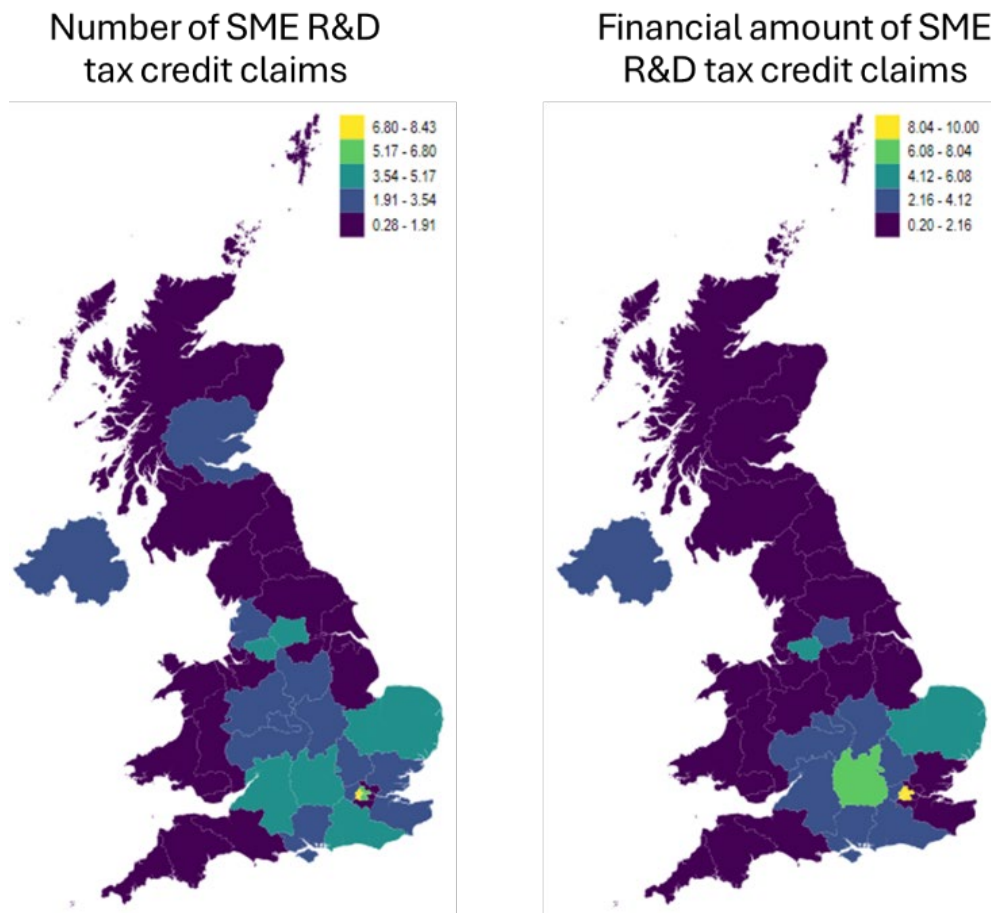 Number of SME R&D
tax credit claims
6.80 - 8.43
5.17 - 6.80
3.54 - 5.17
1.91 - 3.54
0.28 - 1.91
Financial amount of SME
R&D tax credit claims
8.04 - 10.00
6.08 - 8.04
4.12 - 6.08
2.16 - 4.12
0.20 - 2.16